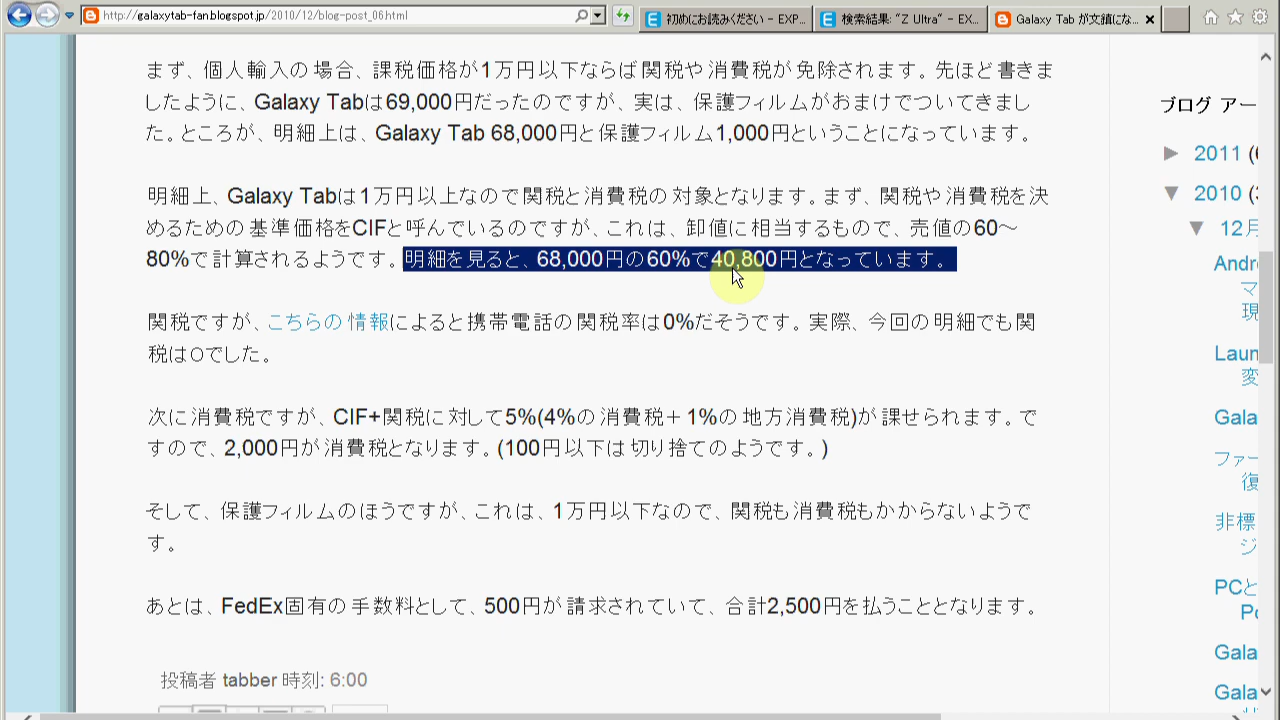 http://galaxytab-fan.blogspot.jp/2010/12/blog-post_06.html
初めにお読みください - EXP...
検索結果: "Z Ultra" - EX...
Galaxy Tab が文鎮にな...
まず、個人輸入の場合、課税価格が1万円以下ならば関税や消費税が免除されます。先ほど書きま
したように、Galaxy Tabは69,000円だったのですが、実は、保護フィルムがおまけでついてきまし
た。ところが、明細上は、Galaxy Tab 68,000円と保護フィルム1,000円ということになっています。
明細上、Galaxy Tabは1万円以上なので関税と消費税の対象となります。まず、関税や消費税を決
めるための基準価格をCIFと呼んでいるのですが、これは、卸値に相当するもので、売値の60～
80%で計算されるようです。明細を見ると、68,000円の60%で40,800円となっています。
関税ですが、こちらの情報によると携帯電話の関税率は0%だそうです。実際、今回の明細でも関
税は○でした。
次に消費税ですが、CIF+関税に対して5%(4%の消費税+1%の地方消費税)が課せられます。で
すので、2,000円が消費税となります。(100円以下は切り捨てのようです。)
そして、保護フィルムのほうですが、これは、1万円以下なので、関税も消費税もかからないようで
す。
あとは、FedEx固有の手数料として、500円が請求されていて、合計2,500円を払うこととなります。
投稿者 tabber 時刻: 6:00
ブログ アー
► 2011 (
▼ 2010 (
▼ 12月
Andr
マ
現
Laun
変
Gala
ファー
復
非標
ジ
PCと
Po
Gala
Gala